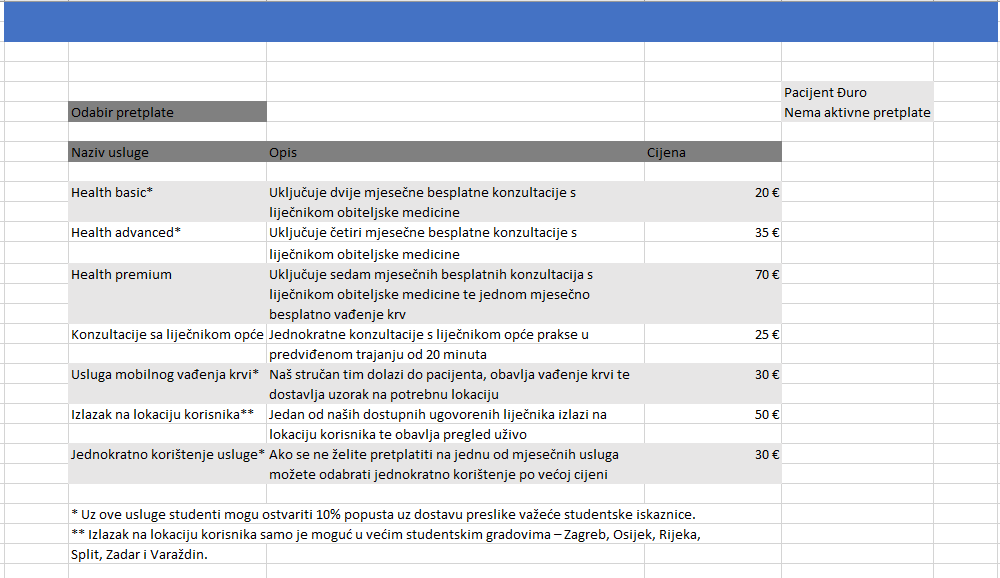 Pacijent Đuro
Nema aktivne pretplate
Odabir pretplate
Naziv usluge Opis Cijena
Health basic* Uključuje dvije mjesečne besplatne konzultacije s 20 €
liječnikom obiteljske medicine
Health advanced* Uključuje četiri mjesečne besplatne konzultacije s 35 €
liječnikom obiteljske medicine
Health premium Uključuje sedam mjesečnih besplatnih konzultacija s 70 €
liječnikom obiteljske medicine te jednom mjesečno
besplatno vađenje krv
Konzultacije sa liječnikom opće Jednokratne konzultacije s liječnikom opće prakse u 25 €
predviđenom trajanju od 20 minuta
Usluga mobilnog vađenja krvi* Naš stručan tim dolazi do pacijenta, obavlja vađenje krvi te 30 €
dostavlja uzorak na potrebnu lokaciju
Izlazak na lokaciju korisnika** Jedan od naših dostupnih ugovorenih liječnika izlazi na 50 €
lokaciju korisnika te obavlja pregled uživo
Jednokratno korištenje usluge* Ako se ne želite pretplatiti na jednu od mjesečnih usluga 30 €
možete odabrati jednokratno korištenje po većoj cijeni
* Uz ove usluge studenti mogu ostvariti 10% popusta uz dostavu preslike važeće studentske iskaznice.
** Izlazak na lokaciju korisnika samo je moguć u većim studentskim gradovima – Zagreb, Osijek, Rijeka,
Split, Zadar i Varaždin.